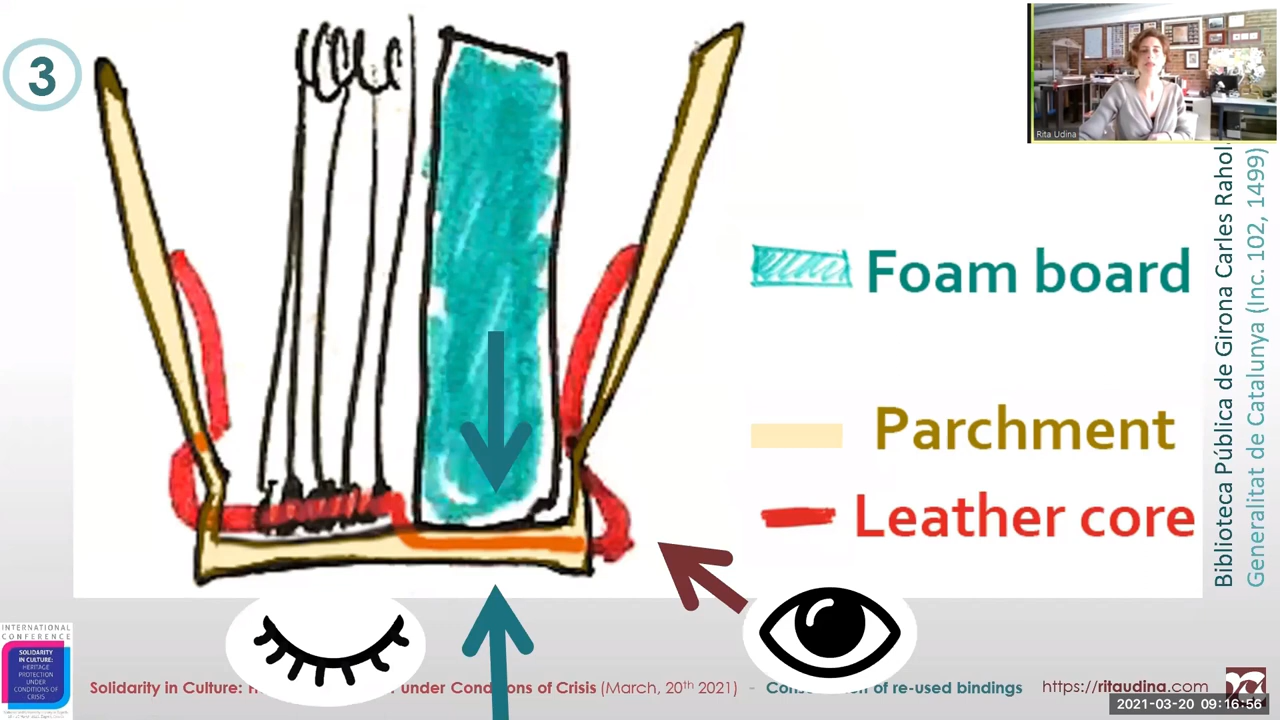 3
Rita Udina
Foam board
Parchment
Leather core
Biblioteca Pública de Girona Carles Rahol
Generalitat de Catalunya (Inc. 102, 1499)
INTERNATIONAL
CONFERENCE
SOLIDARITY
IN CULTURE:
HERITAGE
PROTECTION
UNDER
CONDITIONS OF
CRISIS
Solidarity in Culture: under Conditions of Crisis (March, 20th 2021) - of re-used bindings
https://ritaudina.com
2021-03-20 09:16:56